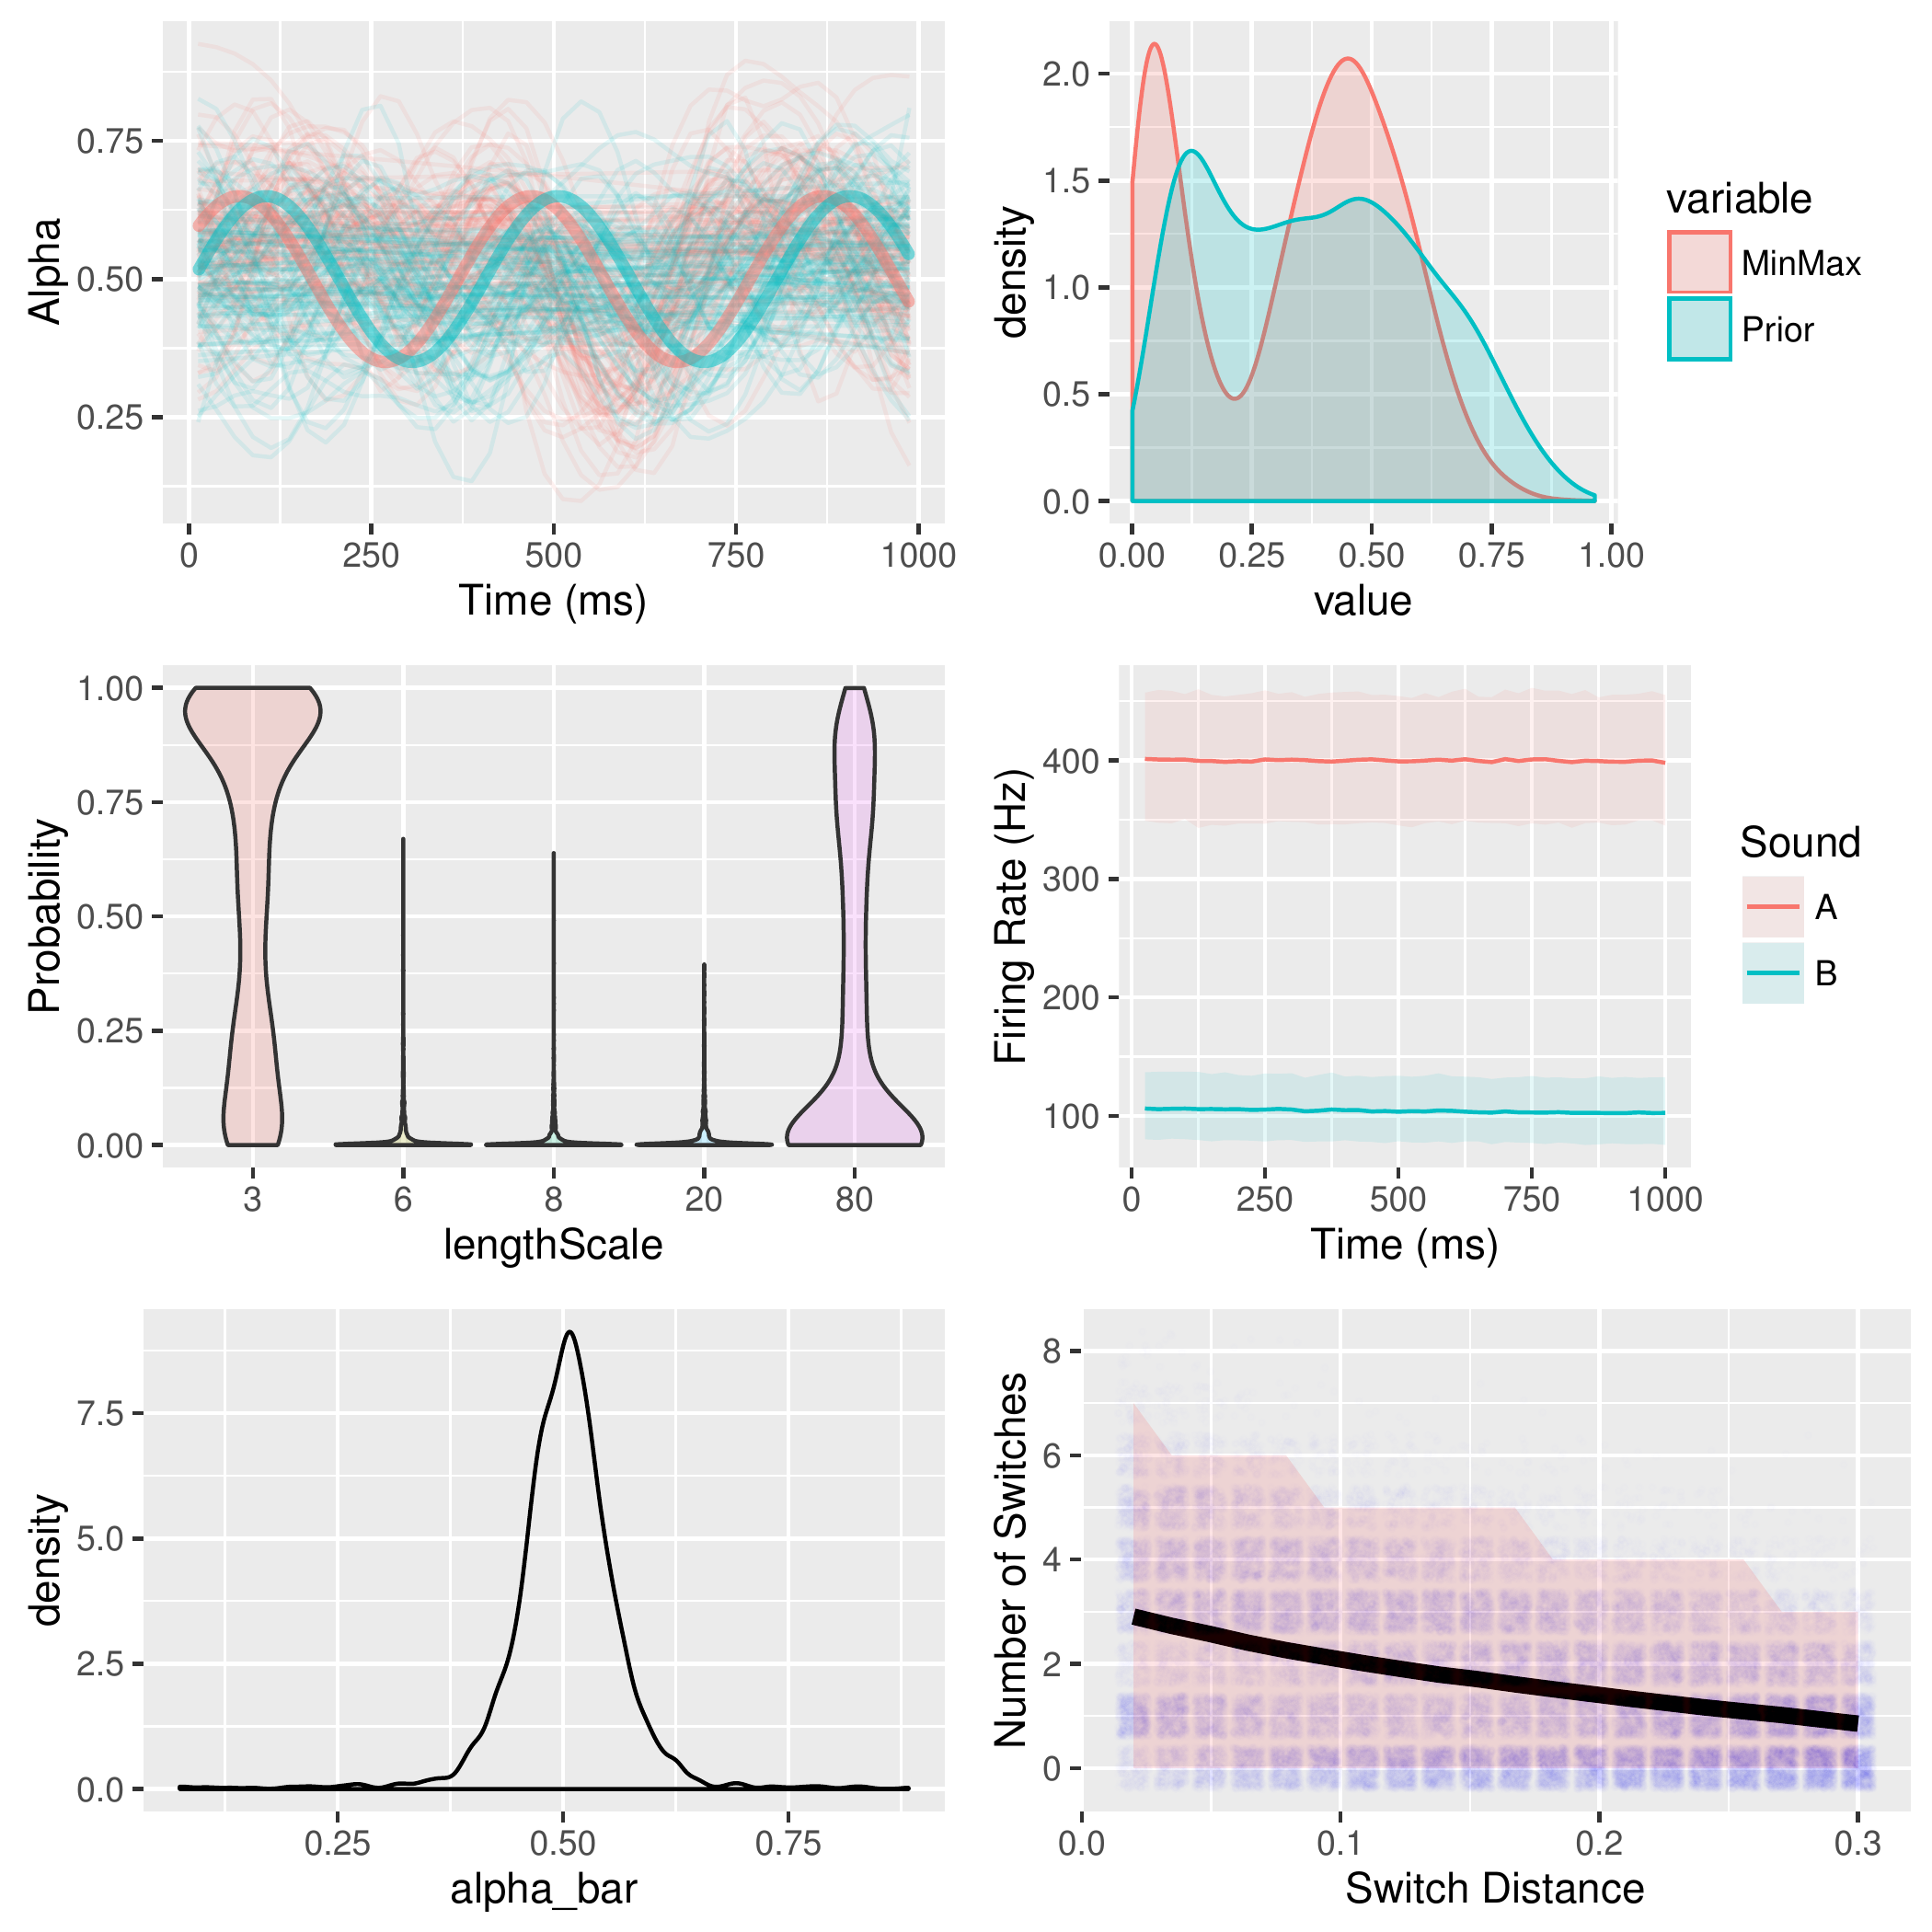 Alpha
0.75
0.50
0.25
0 250 500 750 1000
Time (ms)
density
2.0
1.5
1.0
0.5
0.0
0.00 0.25 0.50 0.75 1.00
value
variable
MinMax
Prior
Probability
1.00
0.75
0.50
0.25
0.00
3 6 8 20 80
lengthScale
Firing Rate (Hz)
400
300
200
100
0 250 500 750 1000
Time (ms)
Sound
A
B
density
7.5
5.0
2.5
0.0
0.25 0.50 0.75
alpha_bar
Number of Switches
8
6
4
2
0
0.0 0.1 0.2 0.3
Switch Distance